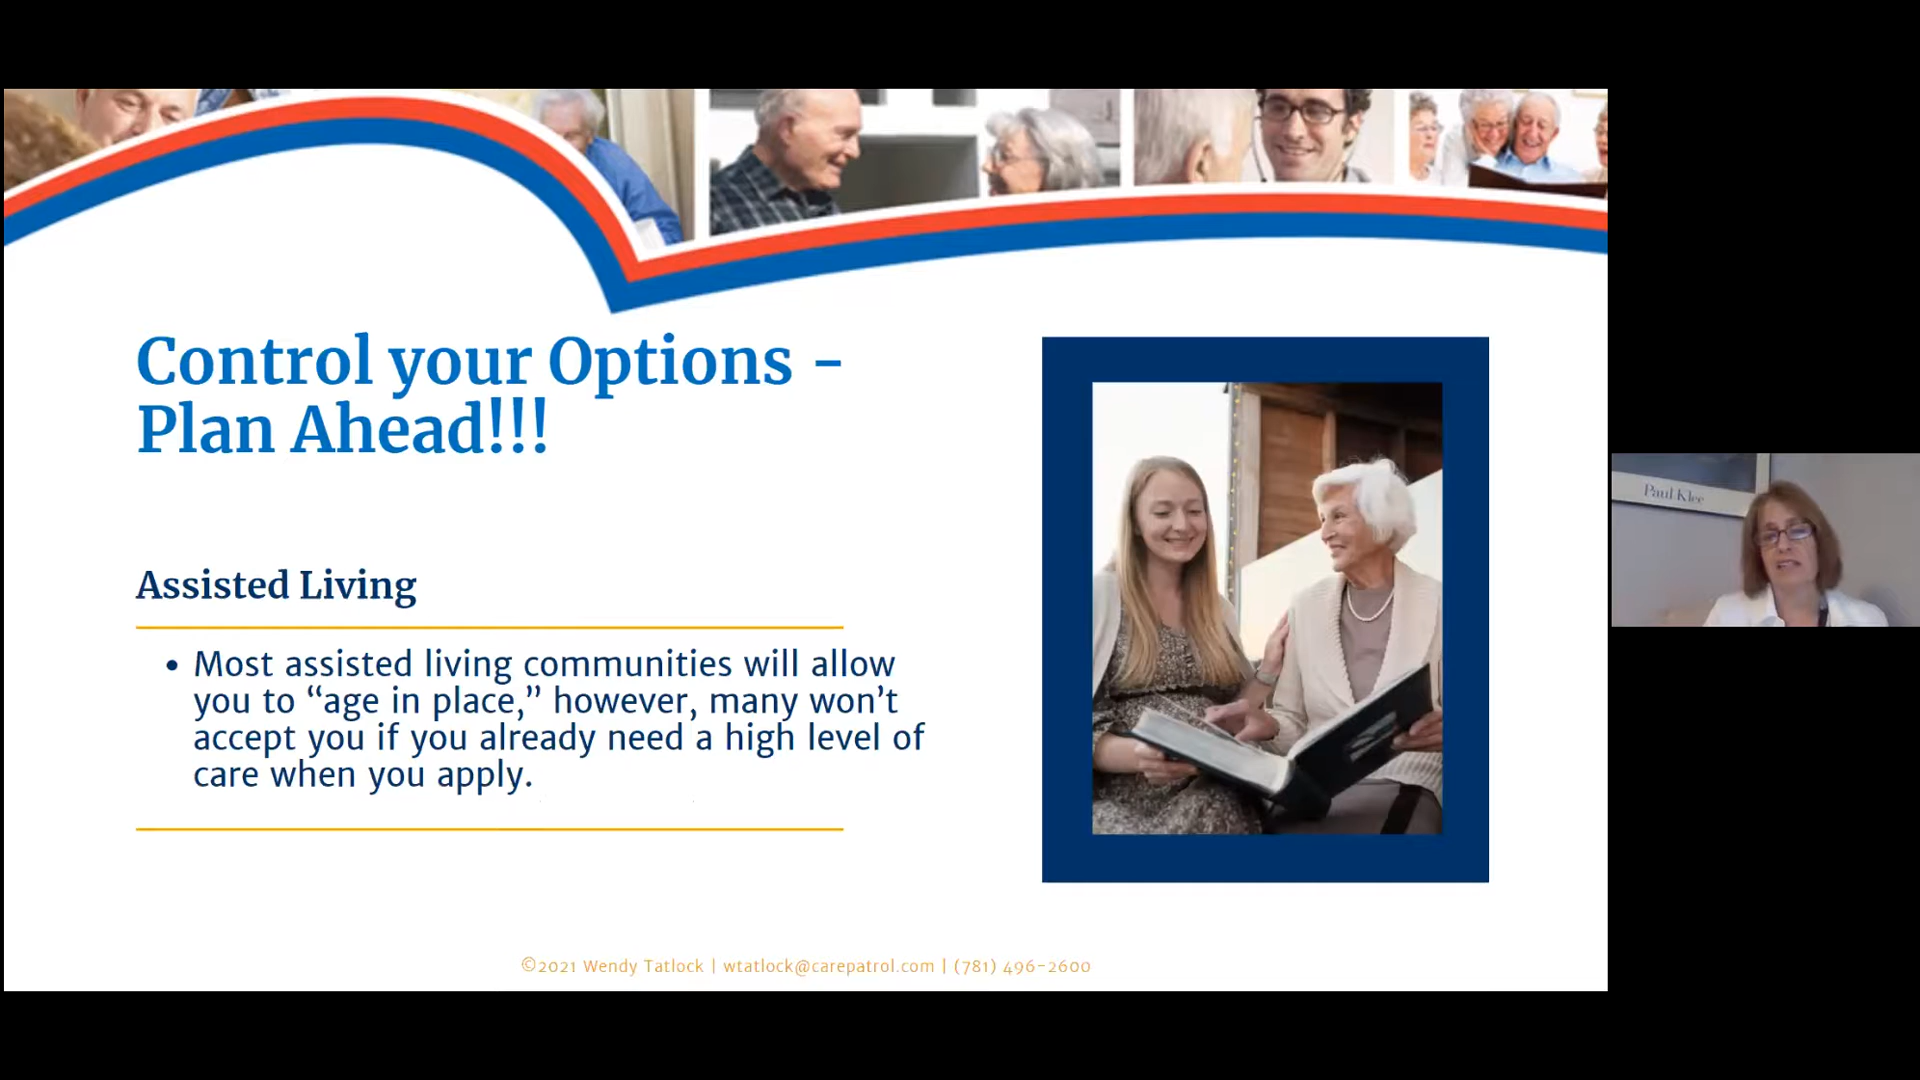 Control your Options -
Plan Ahead!!!
Assisted Living
• Most assisted living communities will allow
you to “age in place,” however, many won’t
accept you if you already need a high level of
care when you apply.
©2021 Wendy Tatlock | wtatlock@carepatrol.com | (781) 496-2600
Paul Klee